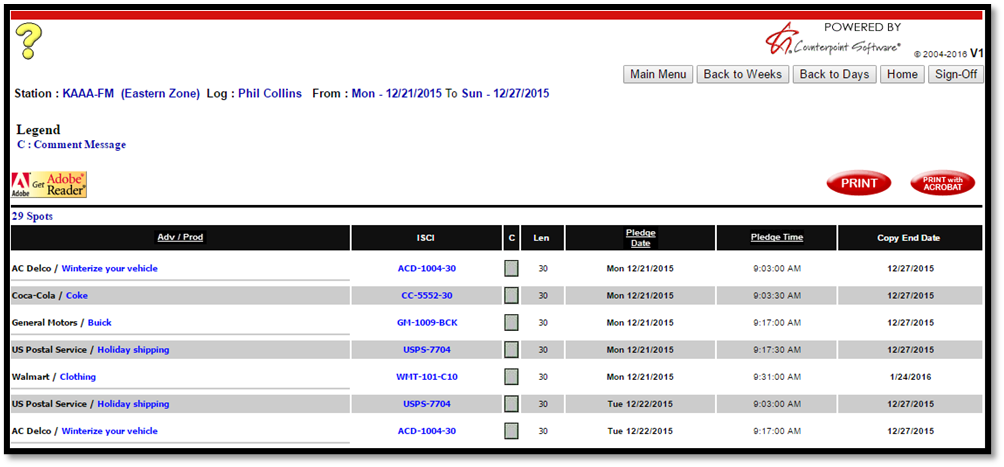 POWERED BY
Counterpoint Software®
© 2004-2016 V1
Main Menu Back to Weeks Back to Days Home Sign-Off
Station : KAAA-FM (Eastern Zone) Log : Phil Collins From : Mon - 12/21/2015 To Sun - 12/27/2015
Legend
C : Comment Message
Adobe Get Adobe® Reader®
PRINT
PRINT with ACROBAT
29 Spots
Adv / Prod ISCI C Len Pledge Date Pledge Time Copy End Date
AC Delco / Winterize your vehicle ACD-1004-30 30 Mon 12/21/2015 9:03:00 AM 12/27/2015
Coca-Cola / Coke CC-5552-30 30 Mon 12/21/2015 9:03:30 AM 12/27/2015
General Motors / Buick GM-1009-BCK 30 Mon 12/21/2015 9:17:00 AM 12/27/2015
US Postal Service / Holiday shipping USPS-7704 30 Mon 12/21/2015 9:17:30 AM 12/27/2015
Walmart / Clothing WMT-101-C10 30 Mon 12/21/2015 9:31:00 AM 1/24/2016
US Postal Service / Holiday shipping USPS-7704 30 Tue 12/22/2015 9:03:00 AM 12/27/2015
AC Delco / Winterize your vehicle ACD-1004-30 30 Tue 12/22/2015 9:17:00 AM 12/27/2015